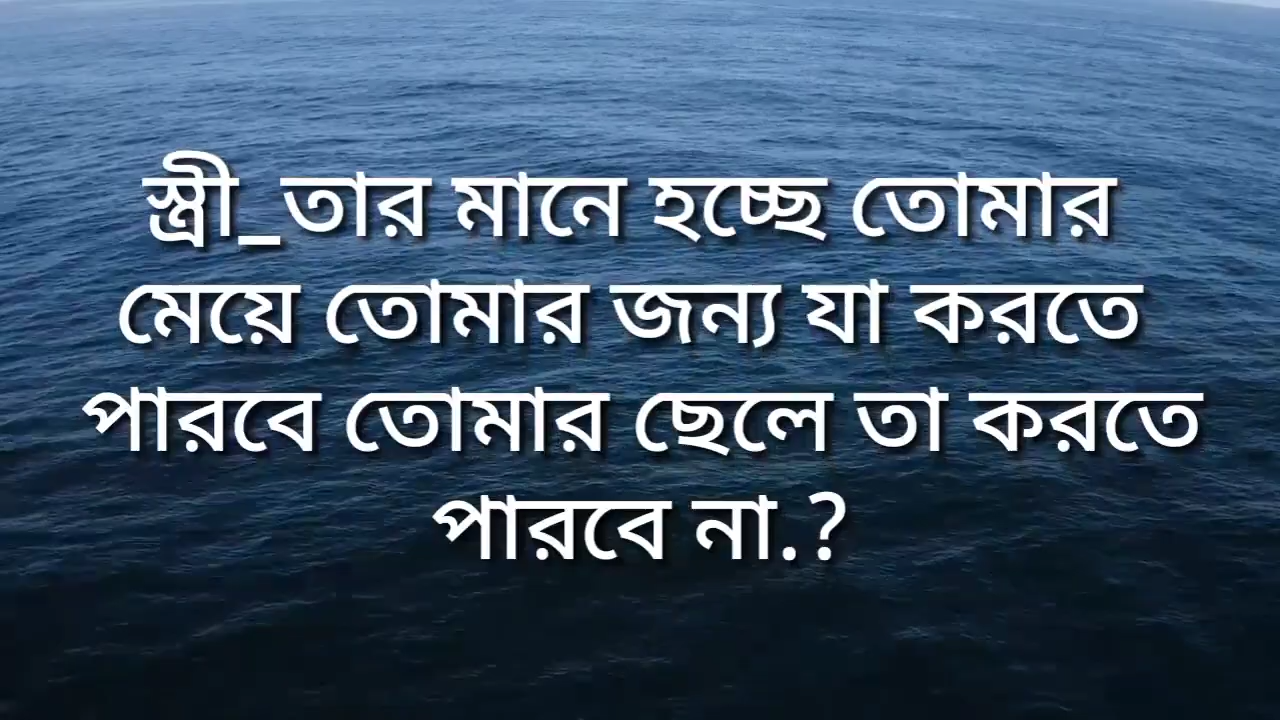 স্ত্রী_তার মানে হচ্ছে তোমার
মেয়ে তোমার জন্য যা করতে
পারবে তোমার ছেলে তা করতে
পারবে না.?